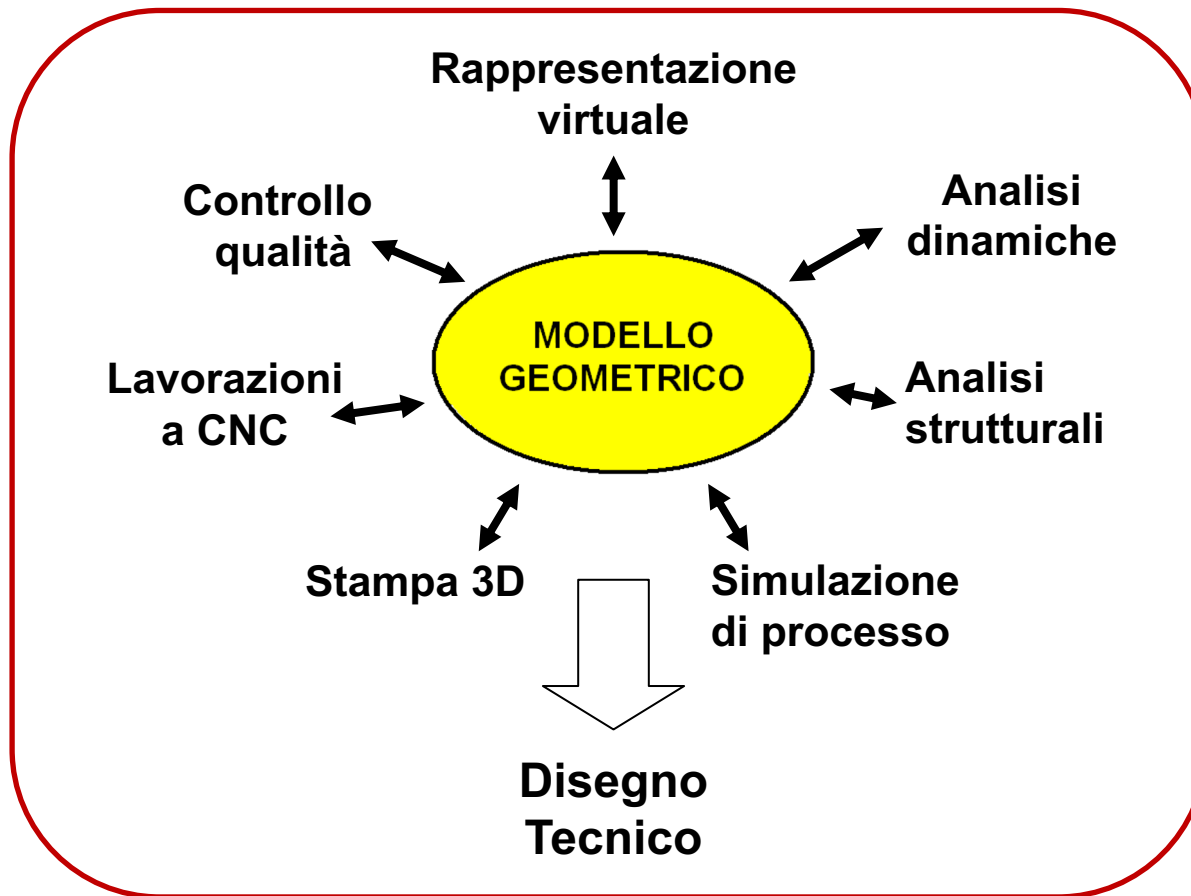 Rappresentazione
virtuale
Controllo
qualità
Analisi
dinamiche
MODELLO
GEOMETRICO
Lavorazioni
a CNC
Analisi
strutturali
Stampa 3D
Simulazione
di processo
Disegno
Tecnico